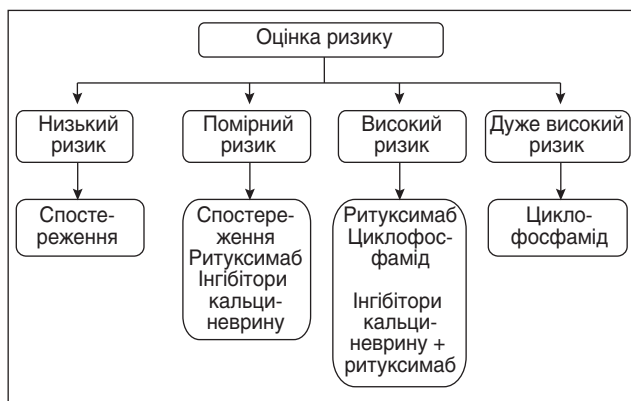 Оцінка ризику
Низький
ризик
Помірний
ризик
Високий
ризик
Дуже високий
ризик
Спосте-
реження
Спостере-
ження
Ритуксимаб
Інгібітори
кальци-
неврину
Ритуксимаб
Циклофос-
фамід
Інгібітори
кальци-
неврину +
ритуксимаб
Цикло-
фосфамід